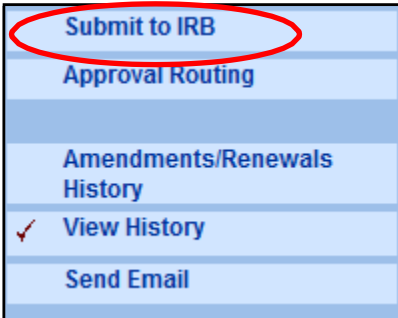 Submit to IRB
Approval Routing
Amendments/Renewals
History
View History
Send Email